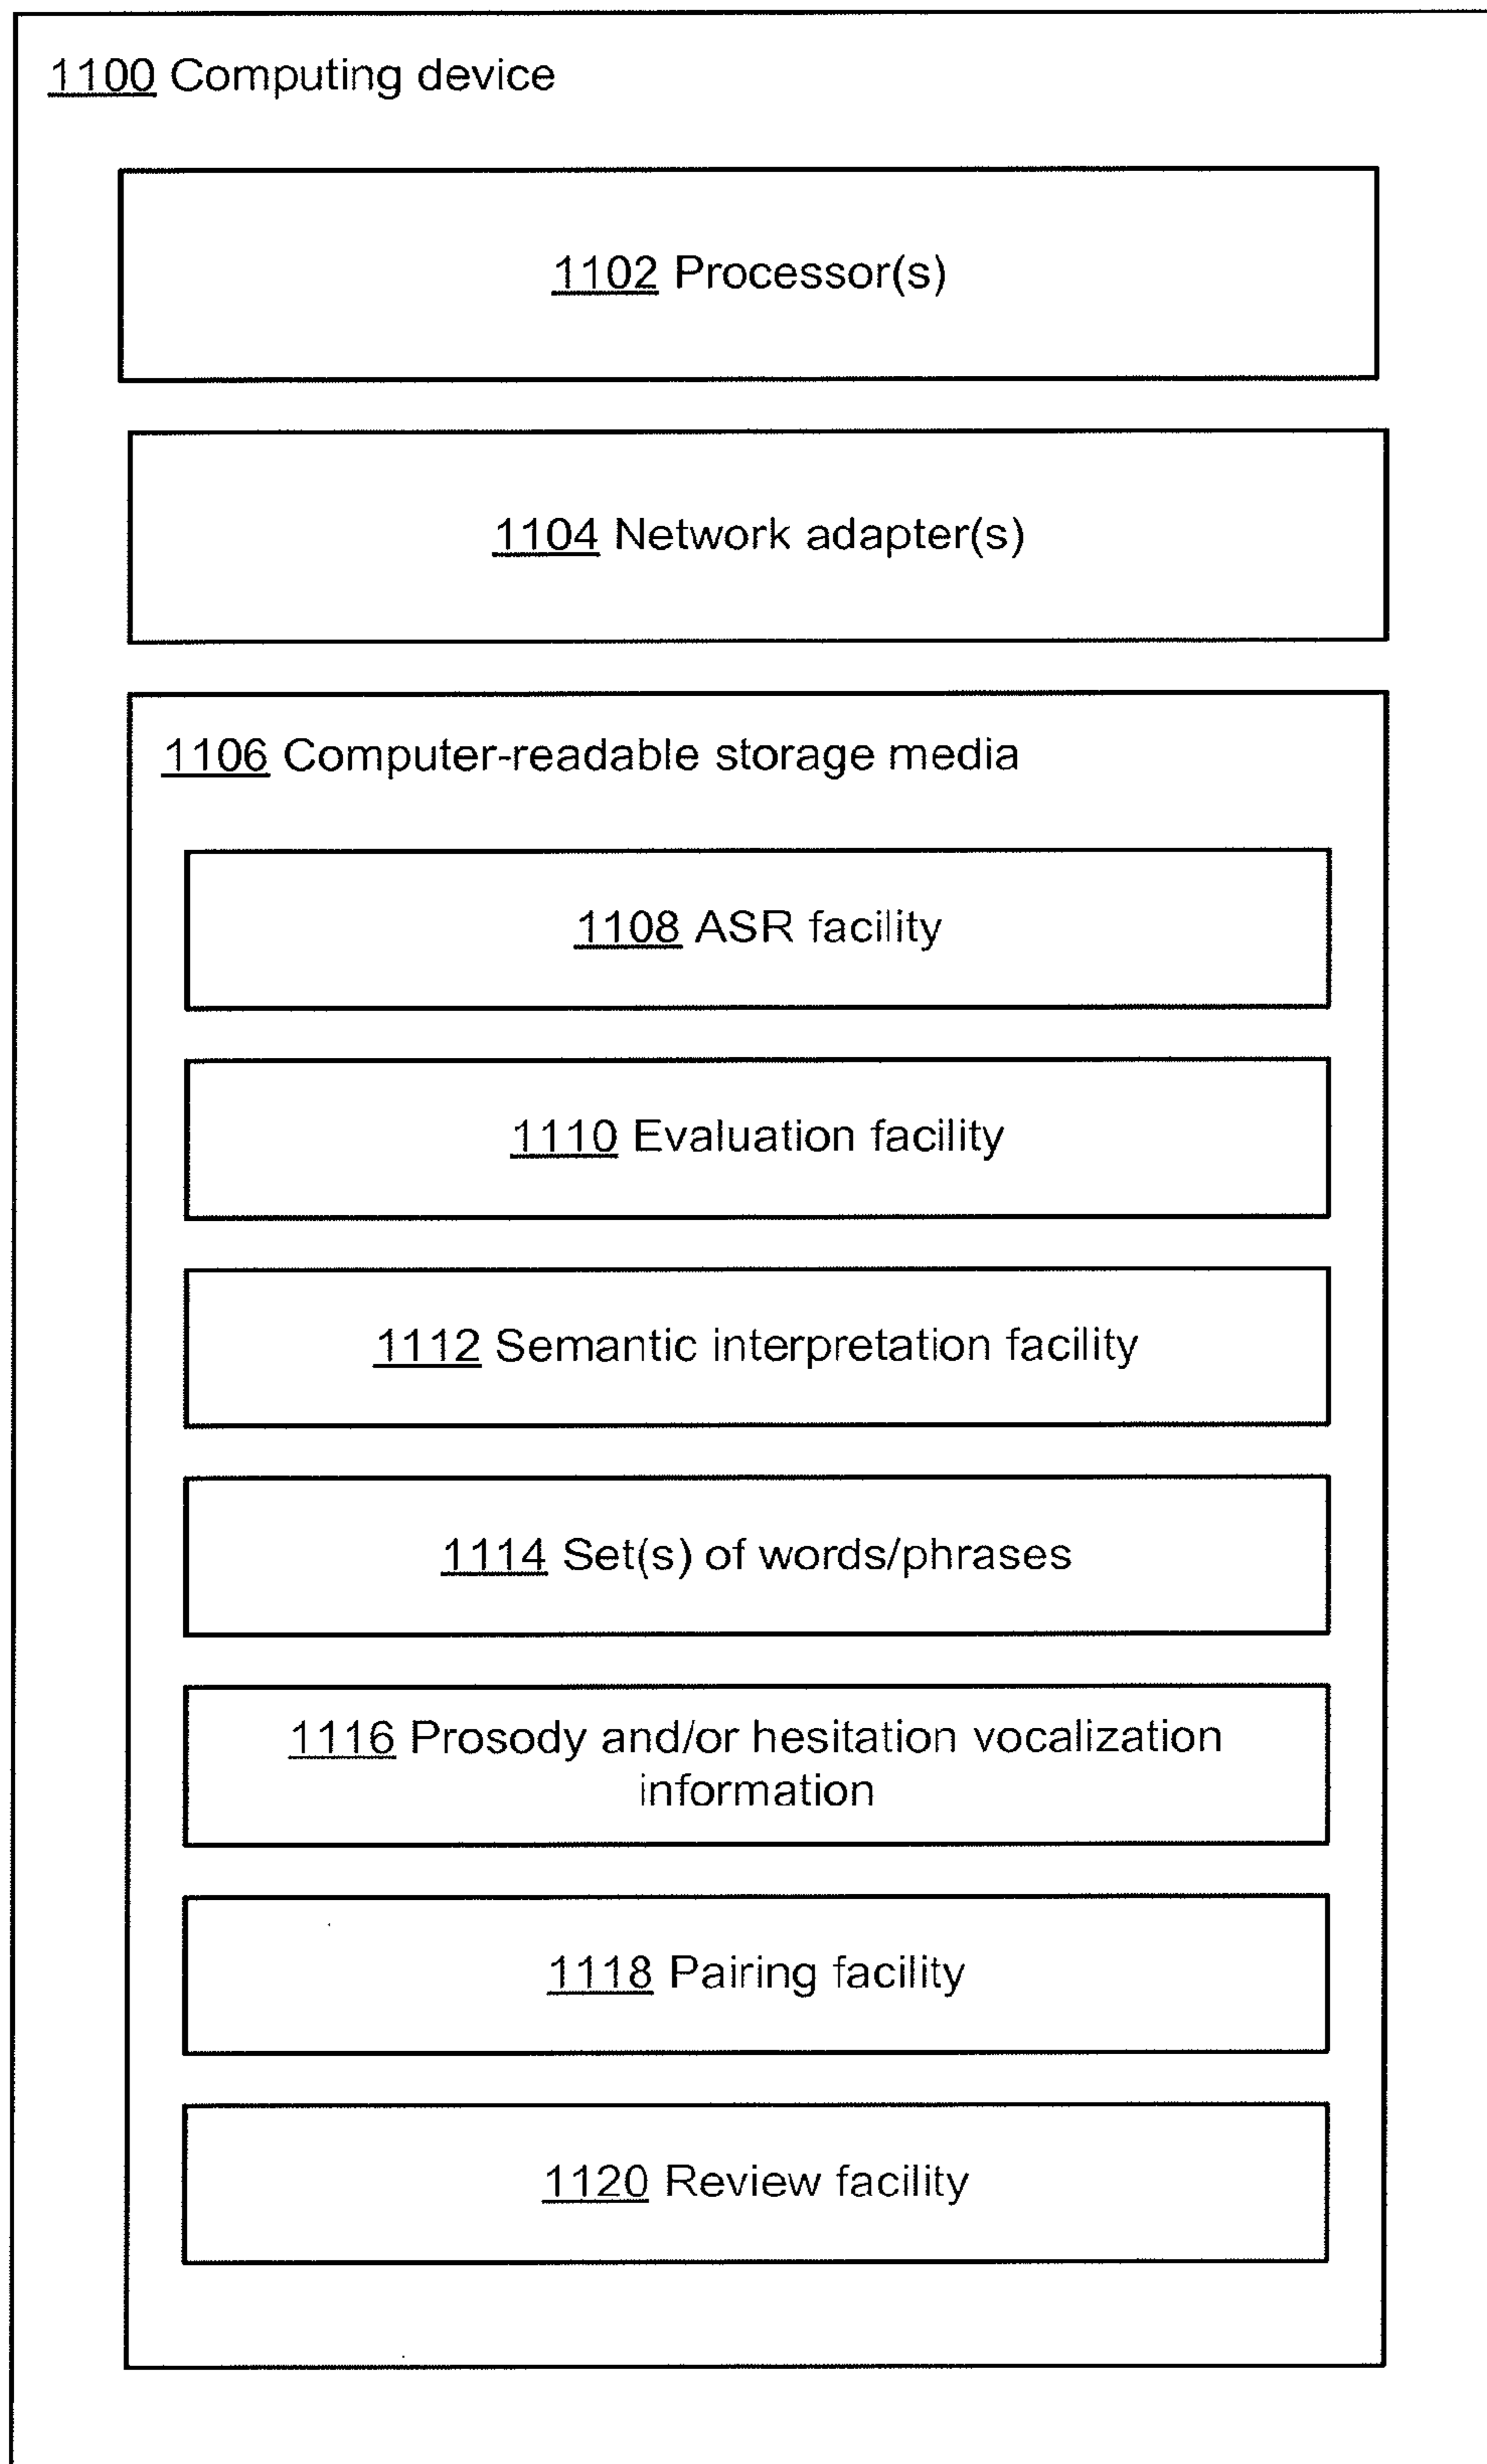 1100 Computing device
1102 Processor(s)
1104 Network adapter(s)
1106 Computer-readable storage media
1108 ASR facility
1110 Evaluation facility
1112 Semantic interpretation facility
1114 Set(s) of words/phrases
1116 Prosody and/or hesitation vocalization
information
1118 Pairing facility
1120 Review facility